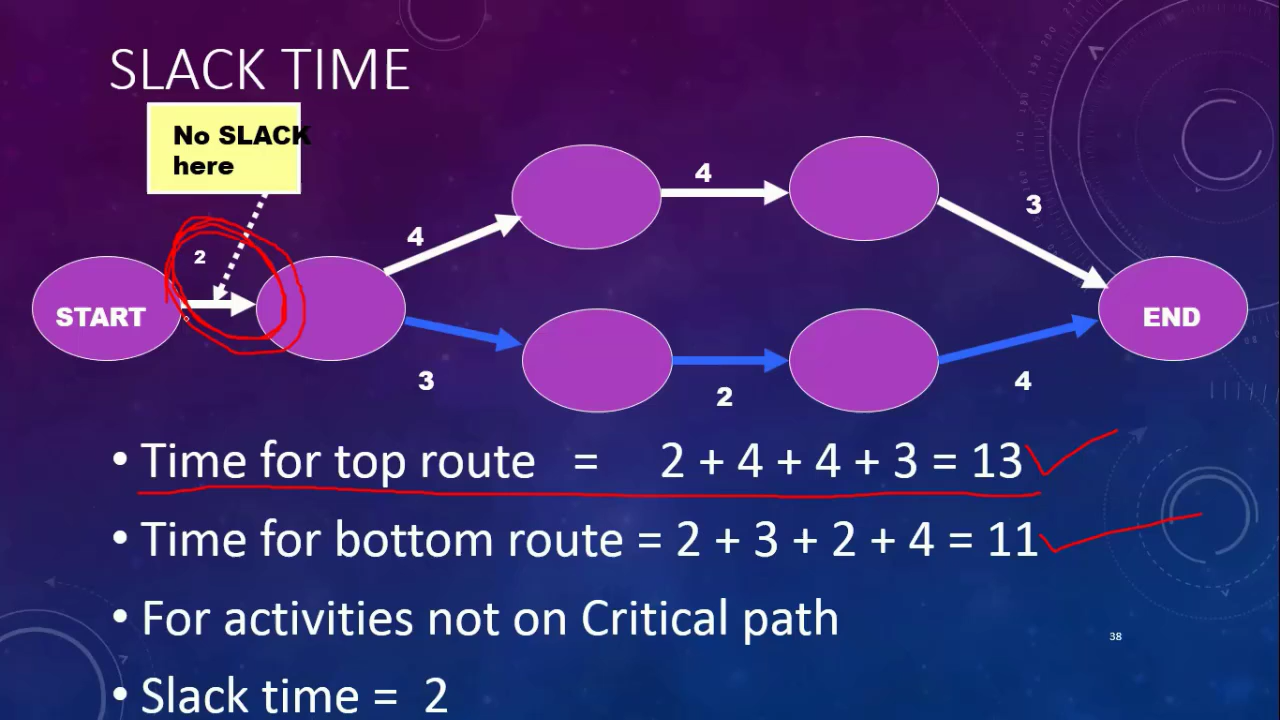 SLACK TIME
No SLACK
here
2
4
4
3
START
END
3
2
4
• Time for top route = 2 + 4 + 4 + 3 = 13
• Time for bottom route = 2 + 3 + 2 + 4 = 11
• For activities not on Critical path
38
• Slack time = 2